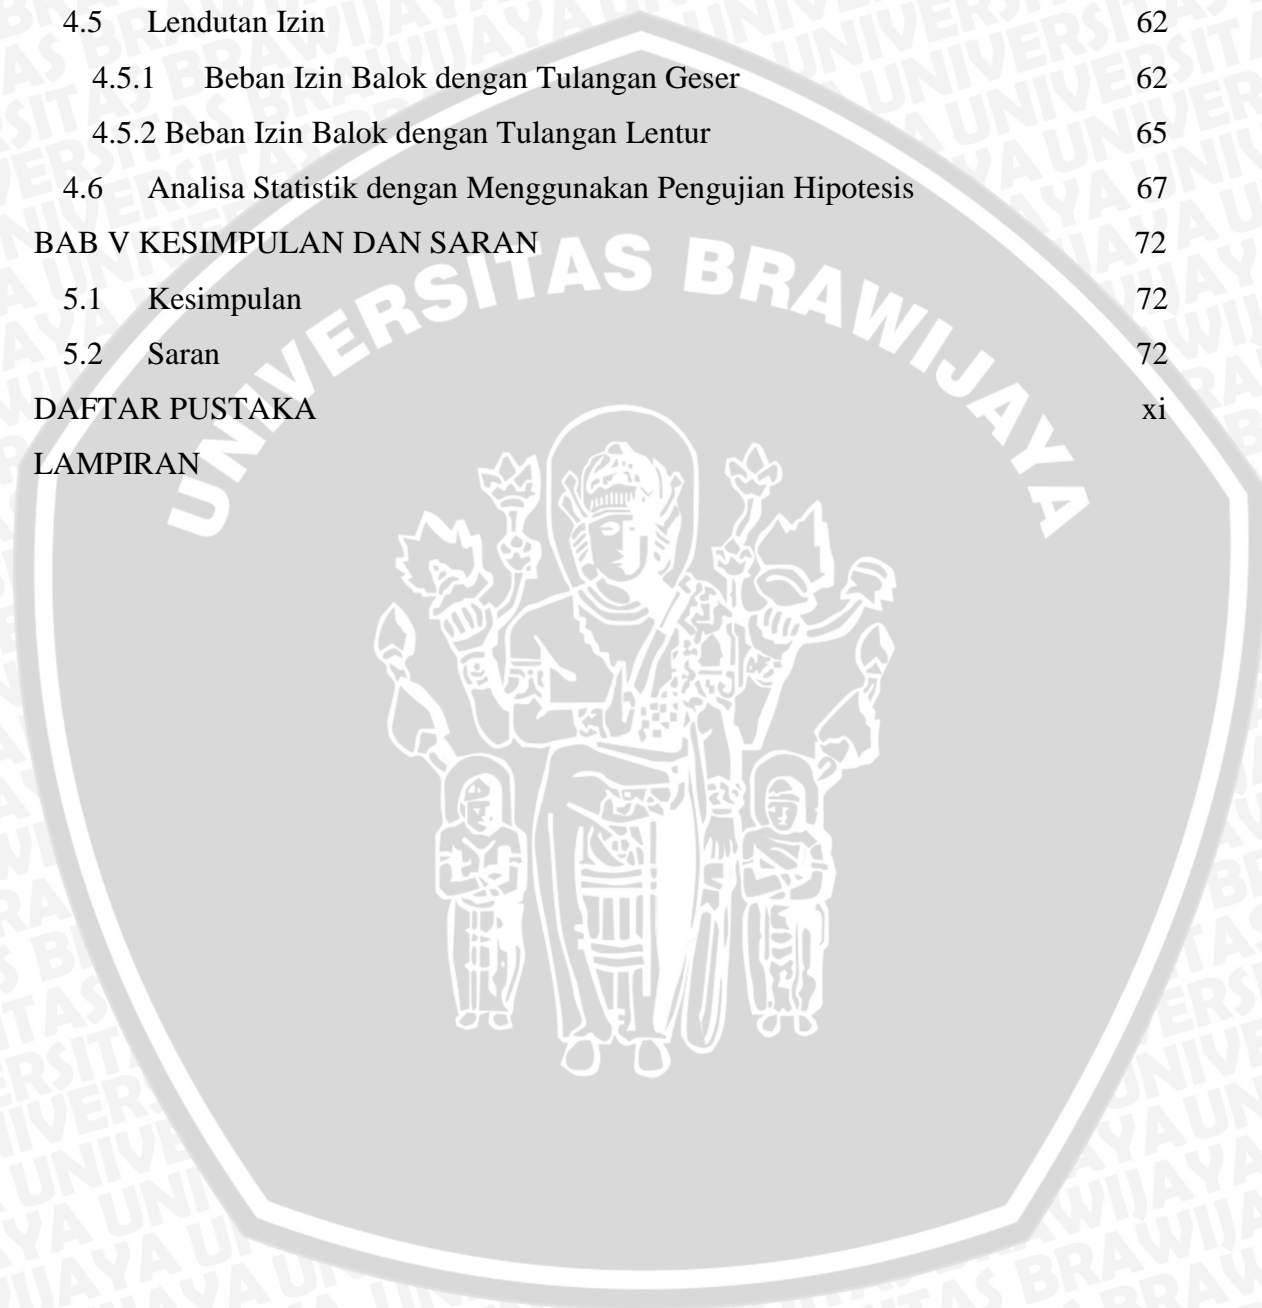 4.5 Lendutan Izin 62
4.5.1 Beban Izin Balok dengan Tulangan Geser 62
4.5.2 Beban Izin Balok dengan Tulangan Lentur 65
4.6 Analisa Statistik dengan Menggunakan Pengujian Hipotesis 67
BAB V KESIMPULAN DAN SARAN 72
5.1 Kesimpulan 72
5.2 Saran 72
DAFTAR PUSTAKA xi
LAMPIRAN
UNIVERSITAS BRAWIJAYA